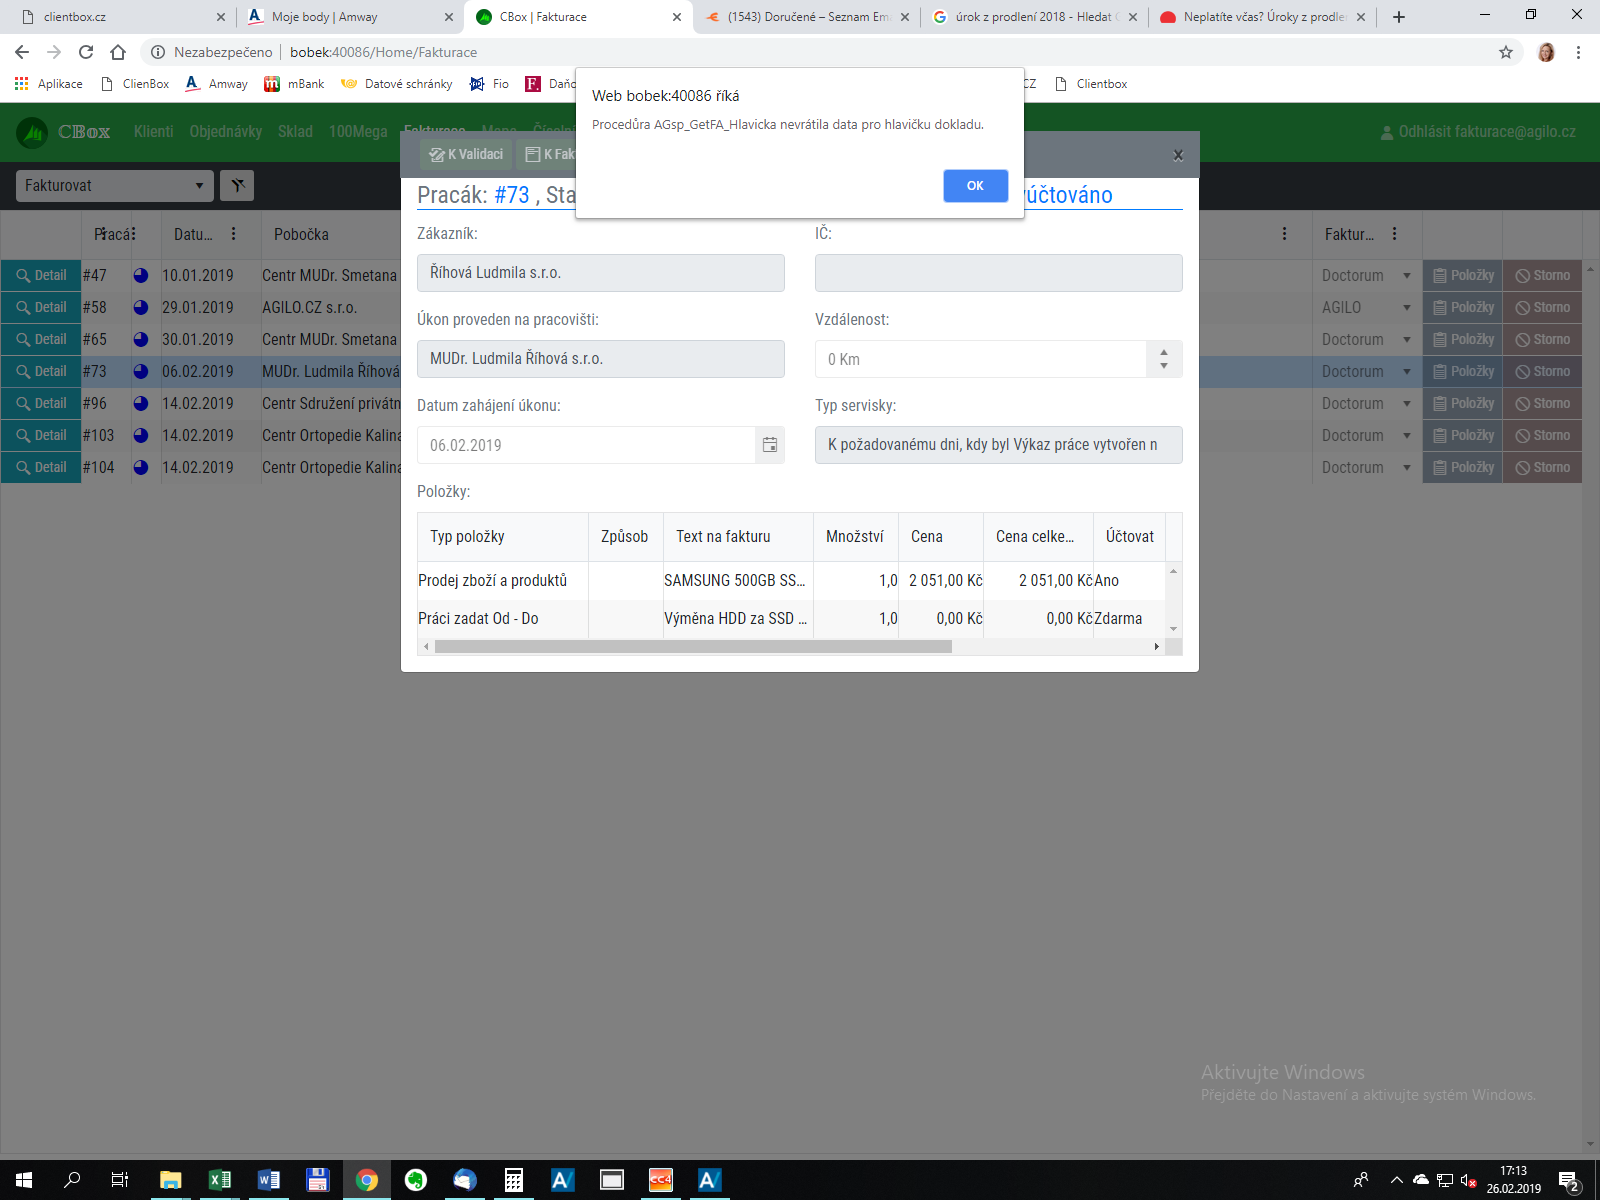 clientbox.cz
Moje body | Amway
CBox | Fakturace
(1543) Doručené – Seznam Em
úrok z prodlení 2018 - Hledat
Neplatíte včas? Úroky z prodle
Nezabezpečeno
bobek:40086/Home/Fakturace
Aplikace
ClienBox
Amway
mBank
Datové schránky
Fio
Daňo
CZ
Clientbox
Web bobek:40086 říká
Procedůra AGsp_GetFA_Hlavicka nevrátila data pro hlavičku dokladu.
OK
CBox
Klienti
Objednávky
Sklad
100Mega
Fakturace
Mapa
Číselní
Odhlásit fakturace@agilo.cz
K Validaci
K Fak
x
Fakturovat
Pracák: #73 , Sta
účtováno
Pracá
Datu...
Pobočka
Faktur...
Detail #47 10.01.2019 Centr MUDr. Smetana Doctorum Položky Storno
Detail #58 29.01.2019 AGILO.CZ s.r.o. AGILO Položky Storno
Detail #65 30.01.2019 Centr MUDr. Smetana Doctorum Položky Storno
Detail #73 06.02.2019 MUDr. Ludmila Říhová Doctorum Položky Storno
Detail #96 14.02.2019 Centr Sdružení privátn Doctorum Položky Storno
Detail #103 14.02.2019 Centr Ortopedie Kalina Doctorum Položky Storno
Detail #104 14.02.2019 Centr Ortopedie Kalina Doctorum Položky Storno
Zákazník:
IČ:
Říhová Ludmila s.r.o.
Úkon proveden na pracovišti:
Vzdálenost:
MUDr. Ludmila Říhová s.r.o.
0 Km
Datum zahájení úkonu:
Typ servisky:
06.02.2019
K požadovanému dni, kdy byl Výkaz práce vytvořen n
Položky:
Typ položky Způsob Text na fakturu Množství Cena Cena celke... Účtovat
Prodej zboží a produktů SAMSUNG 500GB SS... 1,0 2 051,00 Kč 2 051,00 Kč Ano
Práci zadat Od - Do Výměna HDD za SSD ... 1,0 0,00 Kč 0,00 Kč Zdarma
Aktivujte Windows
Přejděte do Nastavení a aktivujte systém Windows.
17:13
26.02.2019
2